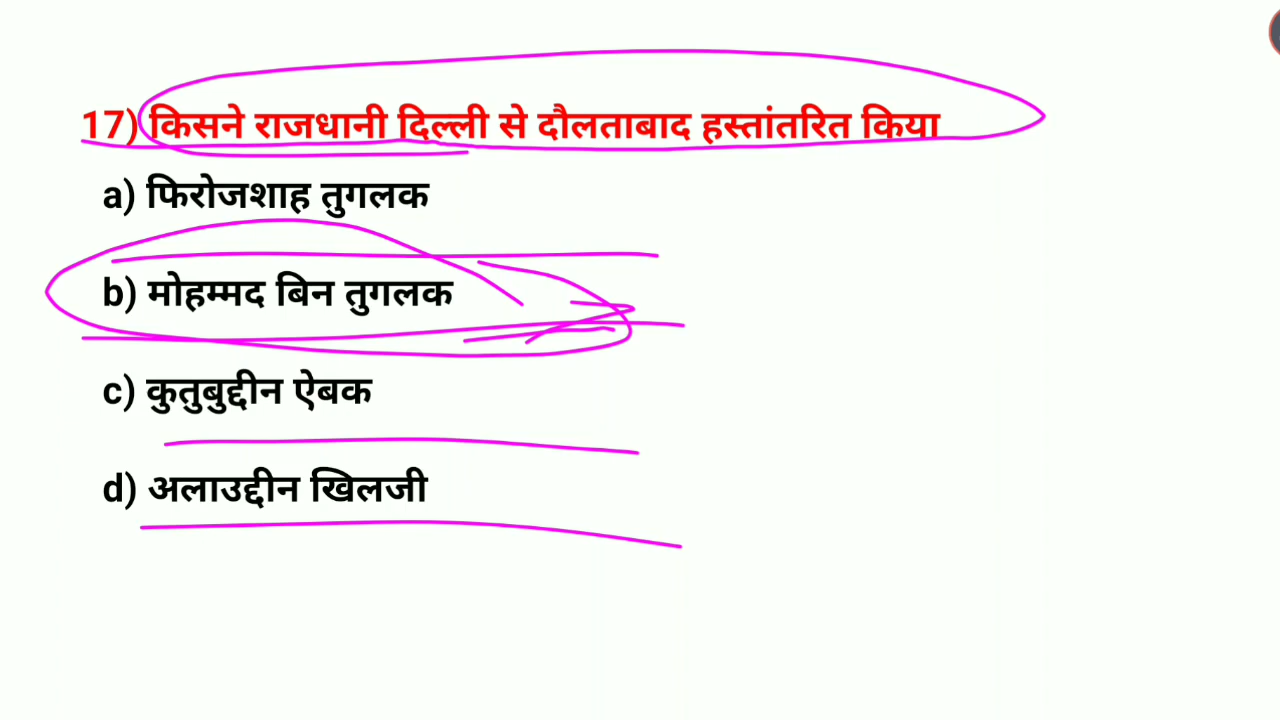 17) किसने राजधानी दिल्ली से दौलताबाद हस्तांतरित किया
a) फिरोजशाह तुगलक
b) मोहम्मद बिन तुगलक
c) कुतुबुद्दीन ऐबक
d) अलाउद्दीन खिलजी